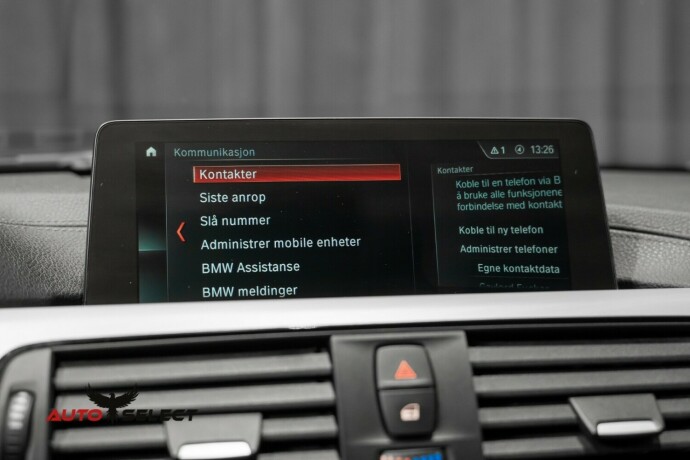 Kommunikasjon
1 13:26
Kontakter
Siste anrop
Slå nummer
Administrer mobile enheter
BMW Assistanse
BMW meldinger
Kontakter
Koble til en telefon via B
å bruke alle funksjonene
forbindelse med kontakt
Koble til ny telefon
Administrer telefoner
Egne kontaktdata
AUTO SELECT